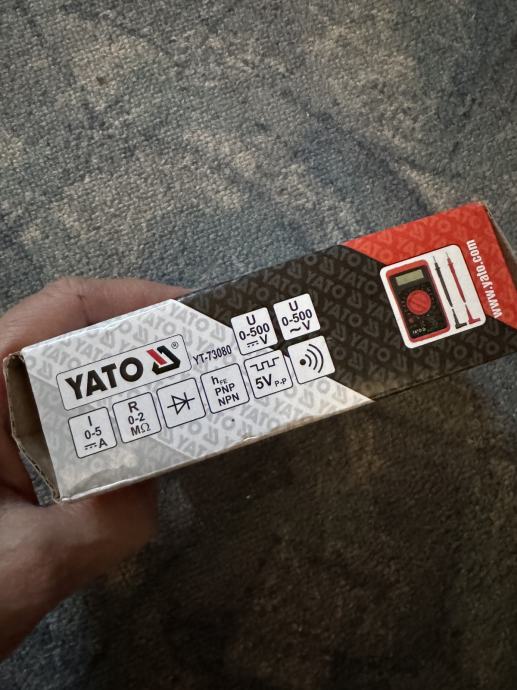 YATO ®
YT-73080
U
0-500
V
U
0-500
~V
I
0-5
A
R
0-2
MΩ
hFE
PNP
NPN
5V P-P
www.yato.com
YATO